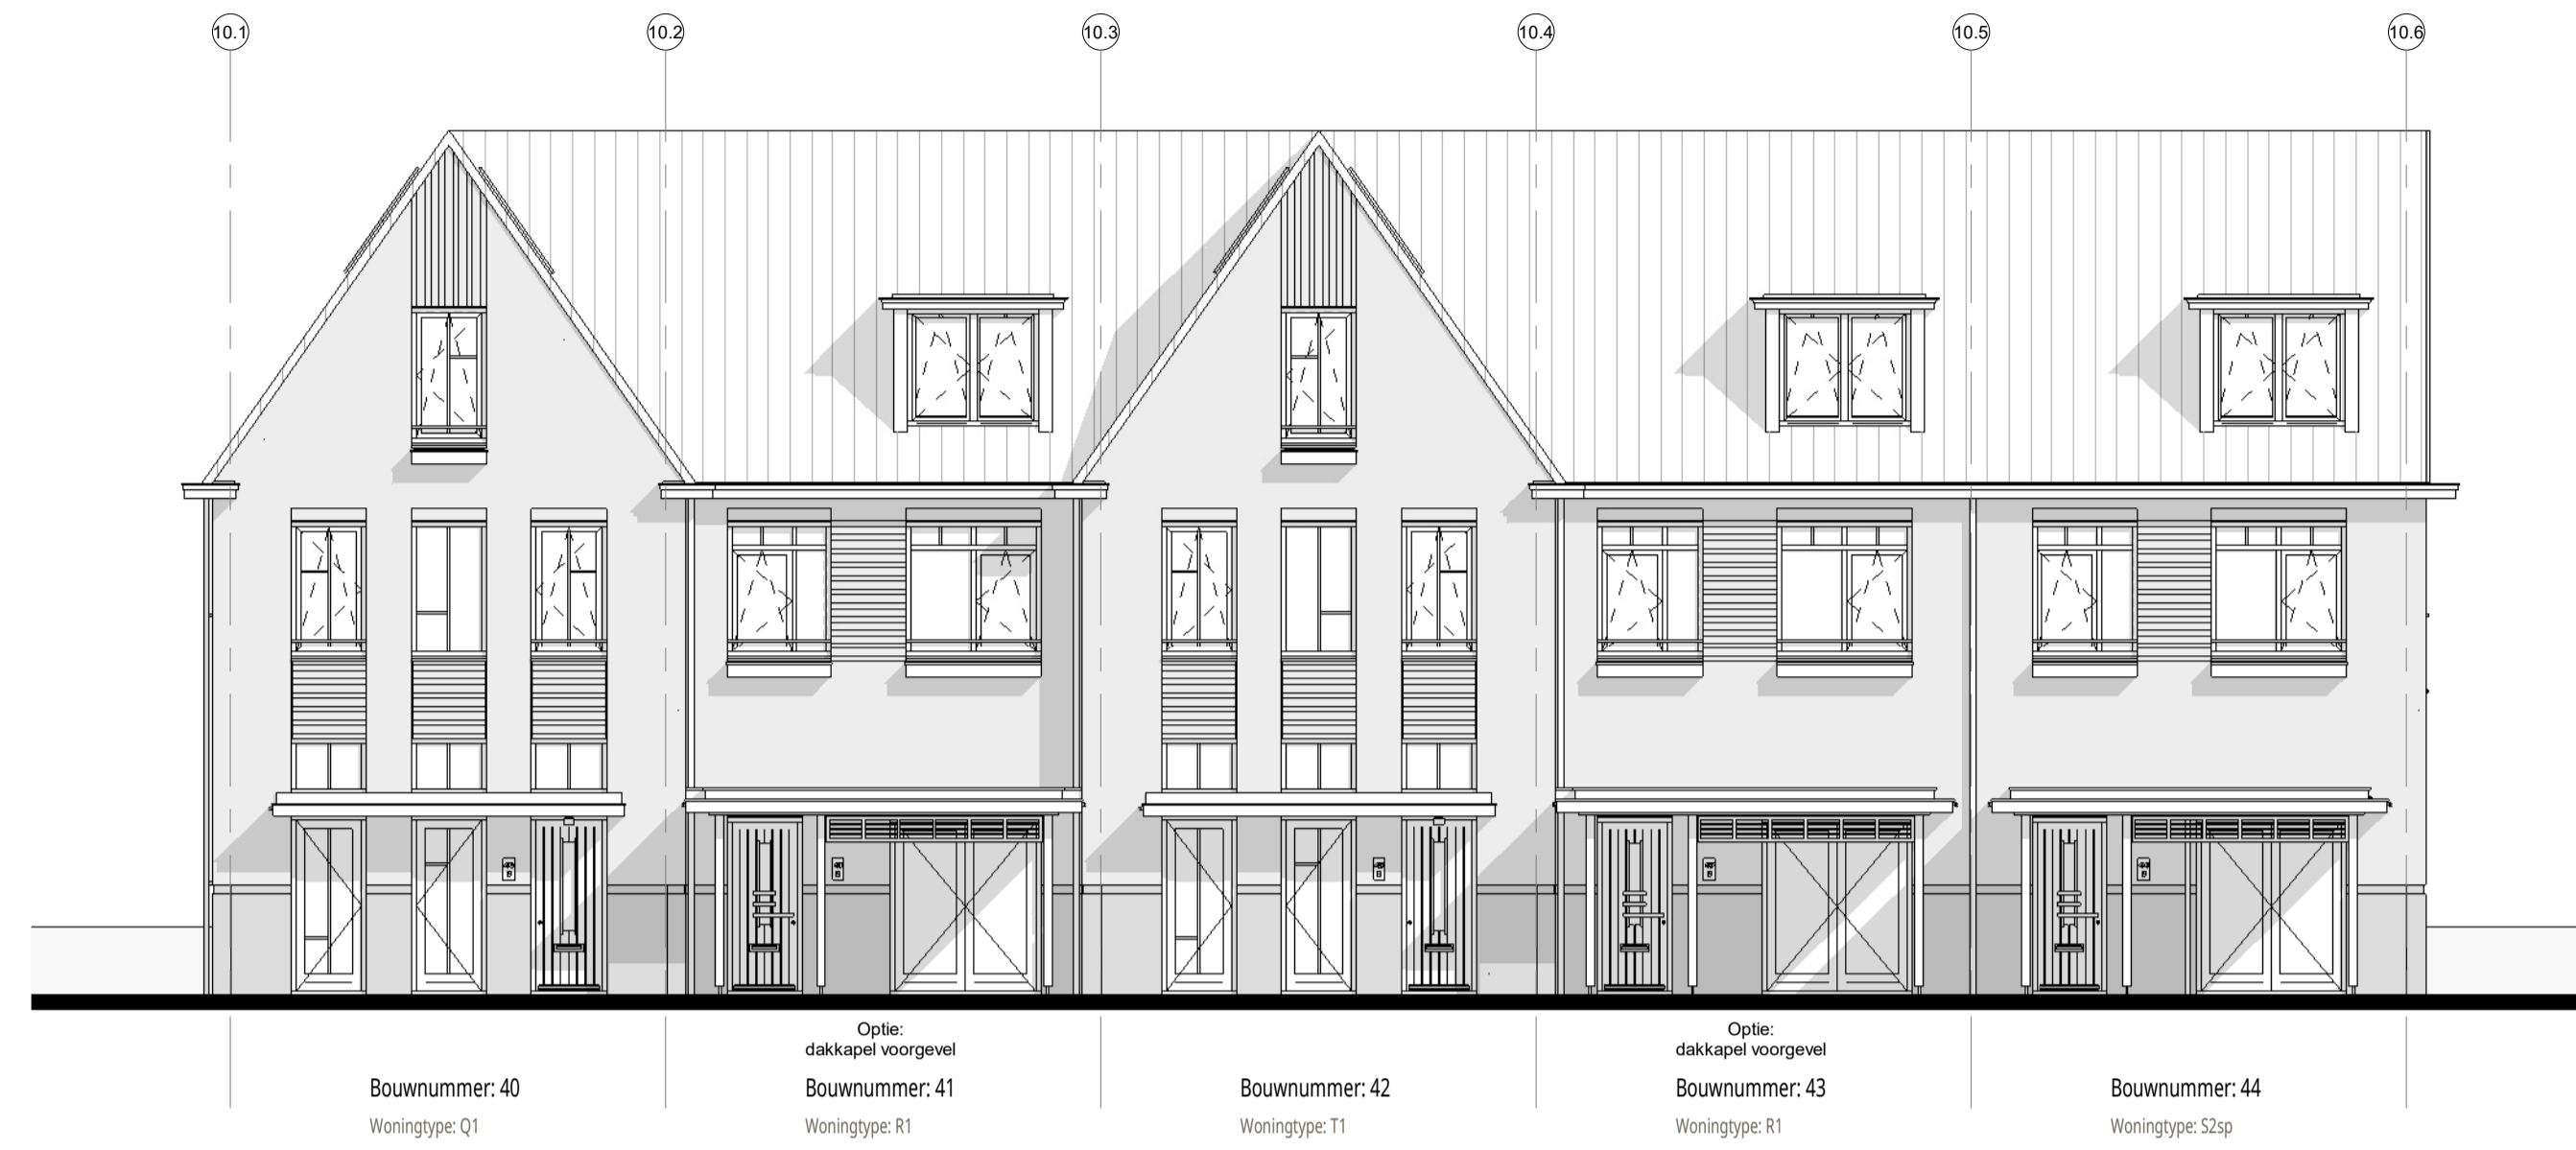 10.1
10.2
10.3
10.4
10.5
10.6
Optie:
dakkapel voorgevel
Optie:
dakkapel voorgevel
Bouwnummer: 40
Bouwnummer: 41
Bouwnummer: 42
Bouwnummer: 43
Bouwnummer: 44
Woningtype: Q1
Woningtype: R1
Woningtype: T1
Woningtype: R1
Woningtype: S2sp